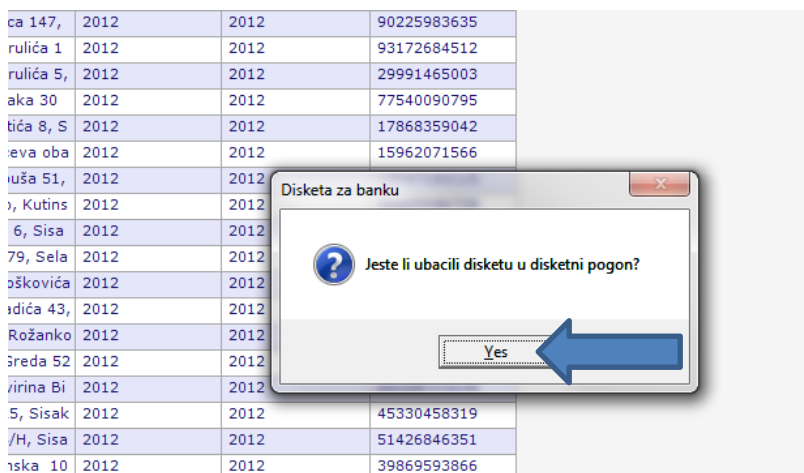 ca 147, 2012 2012 90225983635
rulića 1 2012 2012 93172684512
rulića 5, 2012 2012 29991465003
aka 30 2012 2012 77540090795
tića 8, S 2012 2012 17868359042
ceva oba 2012 2012 15962071566
uša 51, 2012 2012
Disketa za banku
o, Kutins 2012 2012
6, Sisa 2012 2012
79, Sela 2012 2012
Jeste li ubacili disketu u disketni pogon?
oškovića 2012 2012
adića 43, 2012 2012
Rožanko 2012 2012
Yes
Greda 52 2012 2012
virina Bi 2012 2012
5, Sisak 2012 2012 45330458319
/H, Sisa 2012 2012 51426846351
nska 10 2012 2012 39869593866